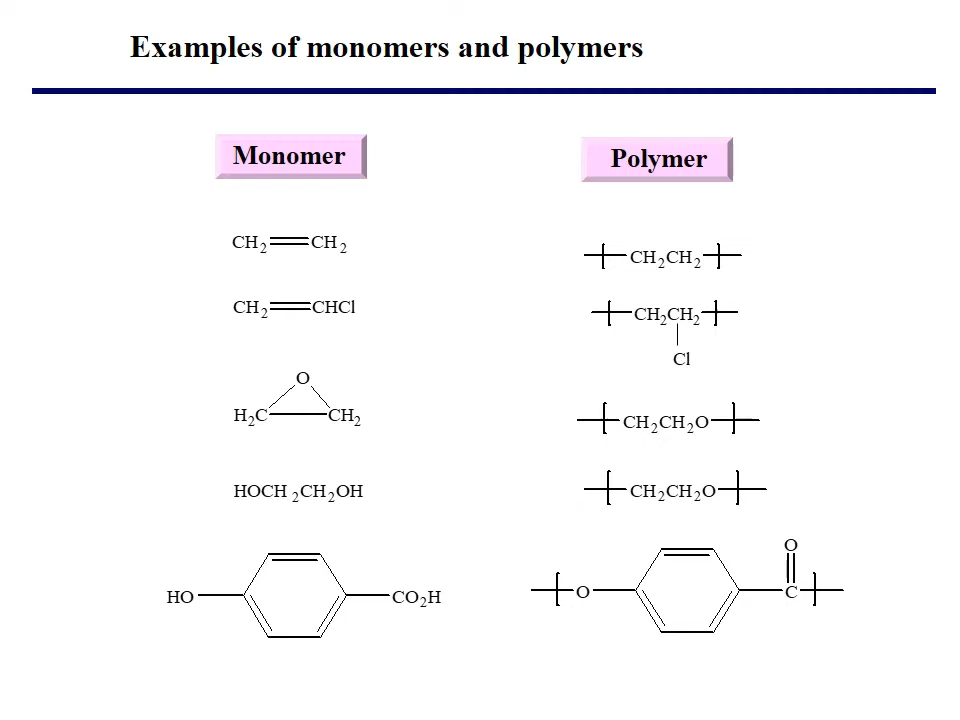 Examples of monomers and polymers
Monomer
Polymer
CH2 CH2
CH2CH2
CH2 CHCl
CH2CH2
Cl
O
H2C CH2
CH2CH2O
HOCH2CH2OH
CH2CH2O
HO CO2H
O
O C